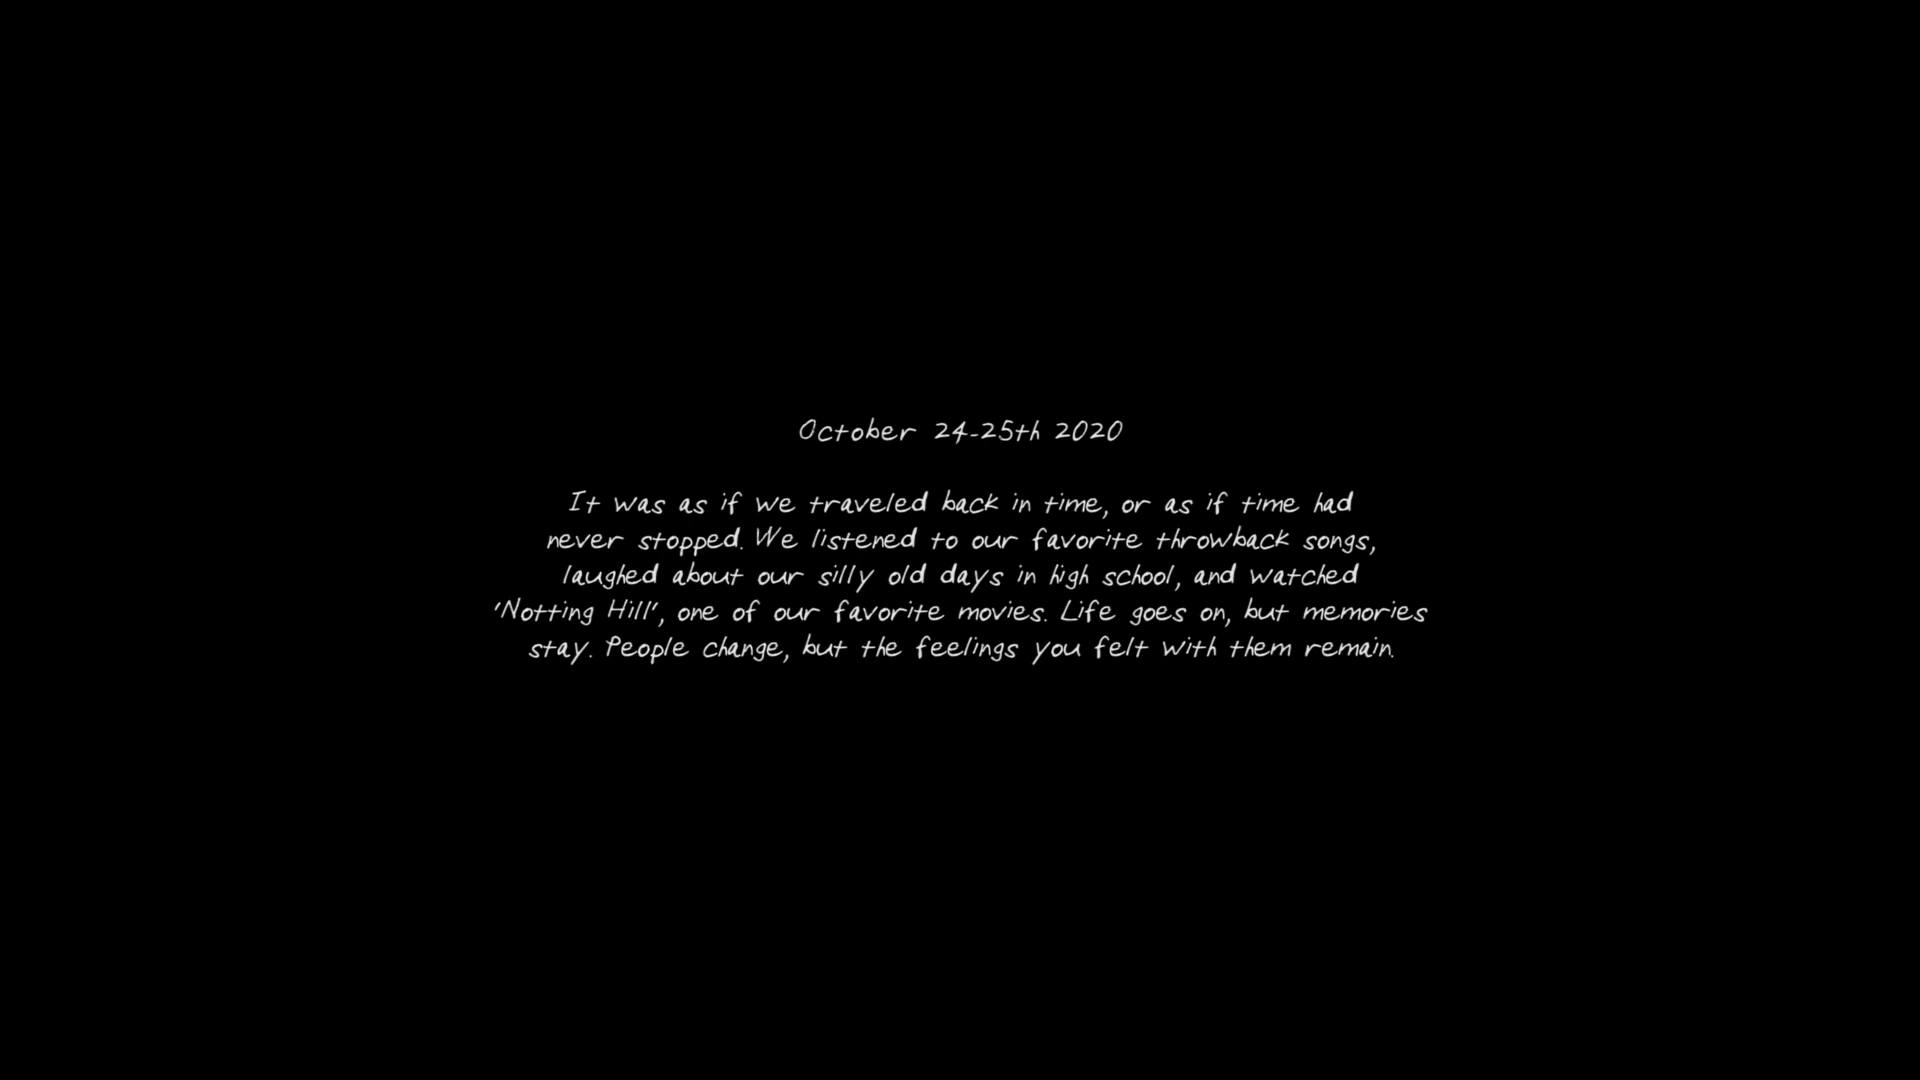 October 24-25th 2020
It was as if we traveled back in time, or as if time had
never stopped. We listened to our favorite throwback songs,
laughed about our silly old days in high school, and watched
'Notting Hill', one of our favorite movies. Life goes on, but memories
stay. People change, but the feelings you felt with them remain.